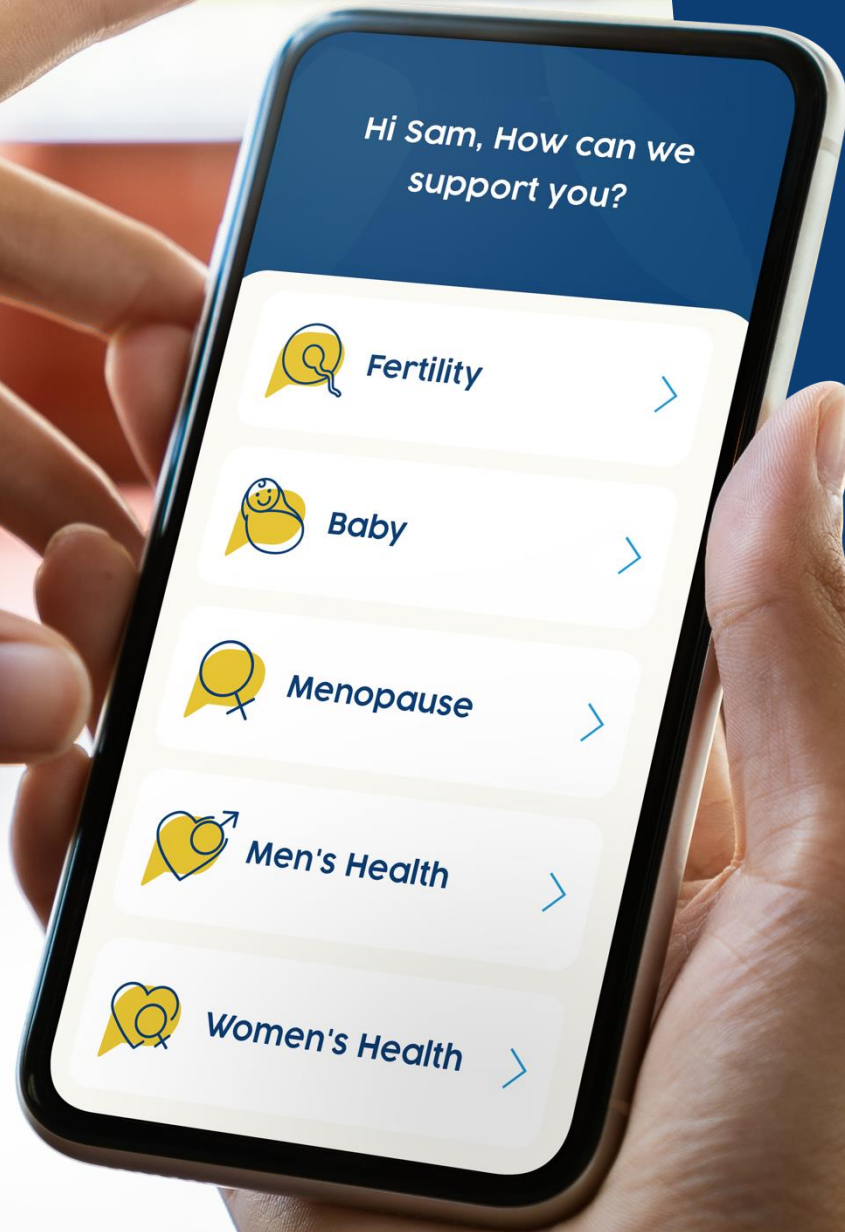 Hi Sam, How can we
support you?
Fertility
Baby
Menopause
Men's Health
Women's Health